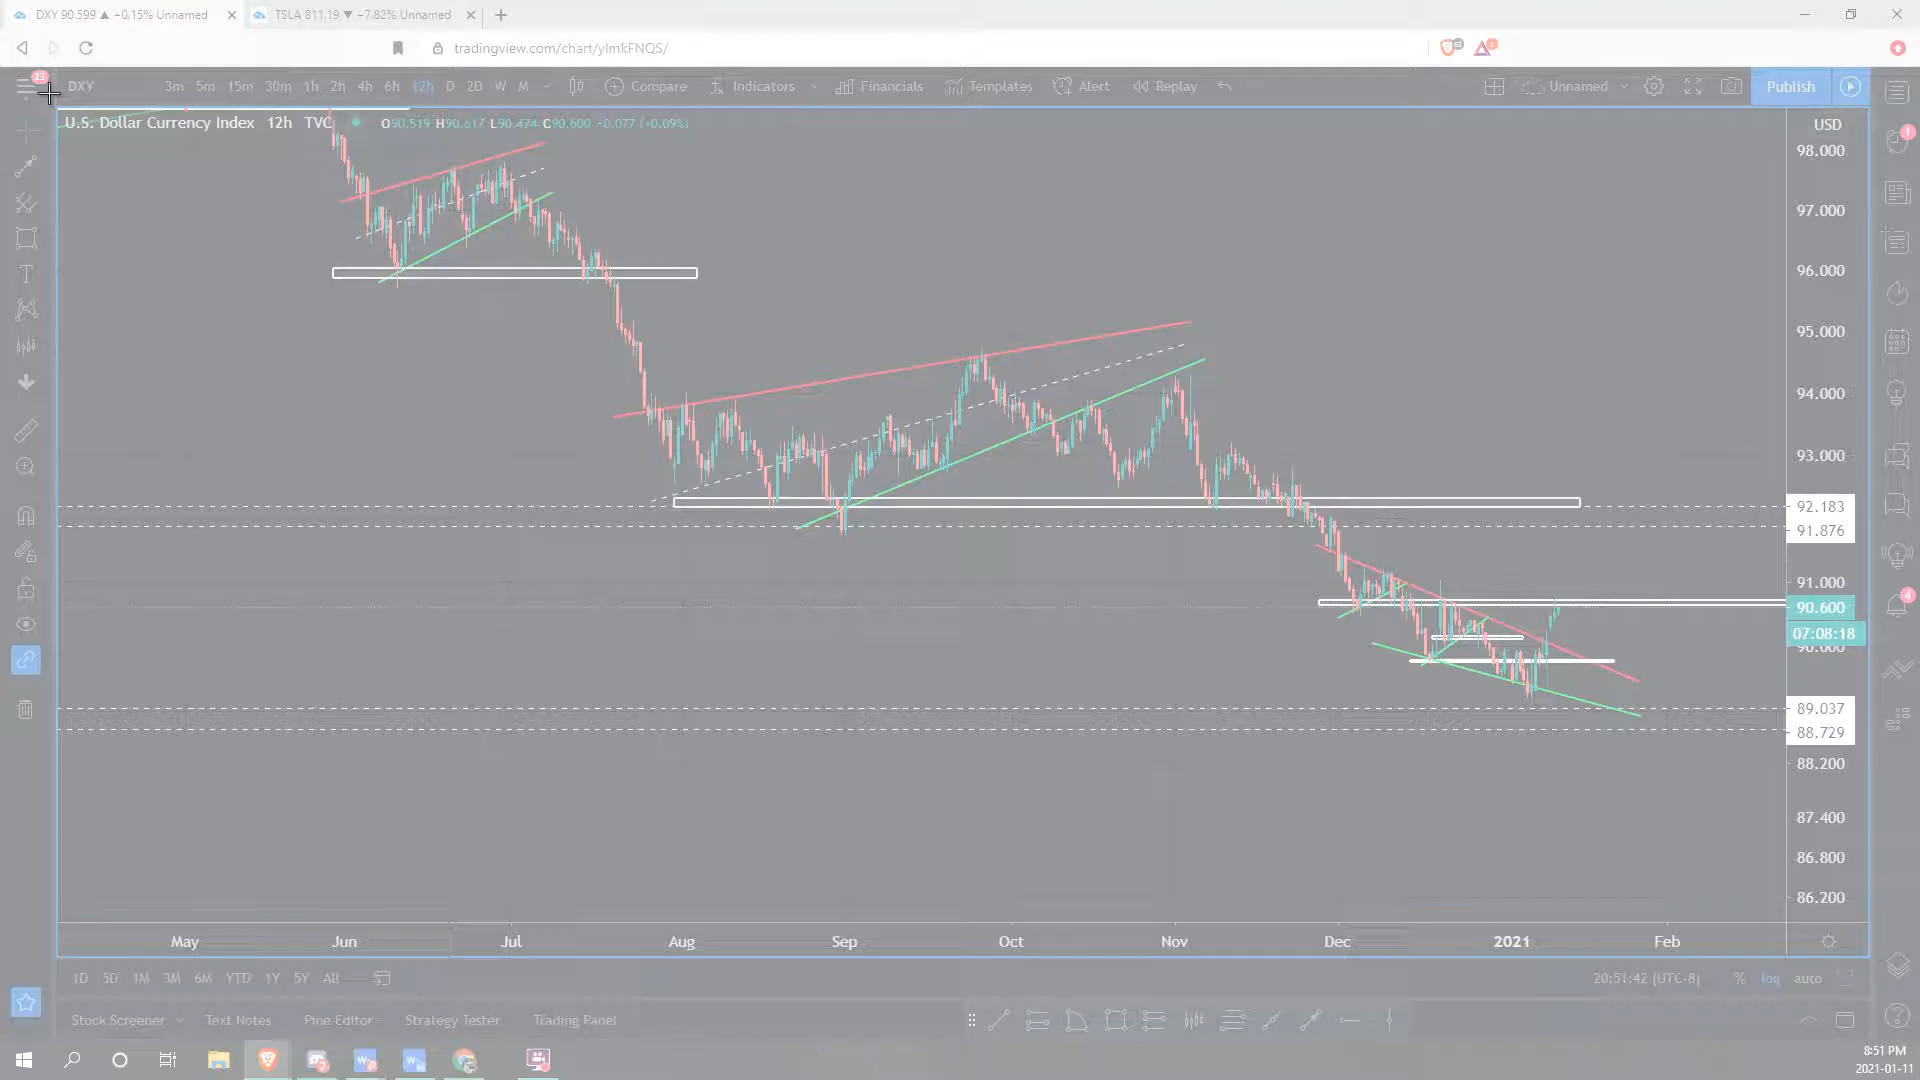 DXY 90.599 ▲ +0.15% Unnamed
TSLA 811.19 ▼ −7.82% Unnamed
tradingview.com/chart/yImkFNQS/
23
DXY 3m 5m 15m 30m 1h 2h 4h 6h 12h D 2D W M Compare Indicators Financials Templates Alert Replay Unnamed Publish
U.S. Dollar Currency Index 12h TVC O90.519 H90.617 L90.474 C90.600 −0.077 (+0.09%)
USD
98.000
97.000
96.000
95.000
94.000
93.000
92.183
91.876
91.000
90.600
07:08:18
90.000
89.037
88.729
88.200
87.400
86.800
86.200
May Jun Jul Aug Sep Oct Nov Dec 2021 Feb
1D 5D 1M 3M 6M YTD 1Y 5Y All 20:51:42 (UTC-8) % log auto
Stock Screener Text Notes Pine Editor Strategy Tester Trading Panel
8:51 PM
2021-01-11